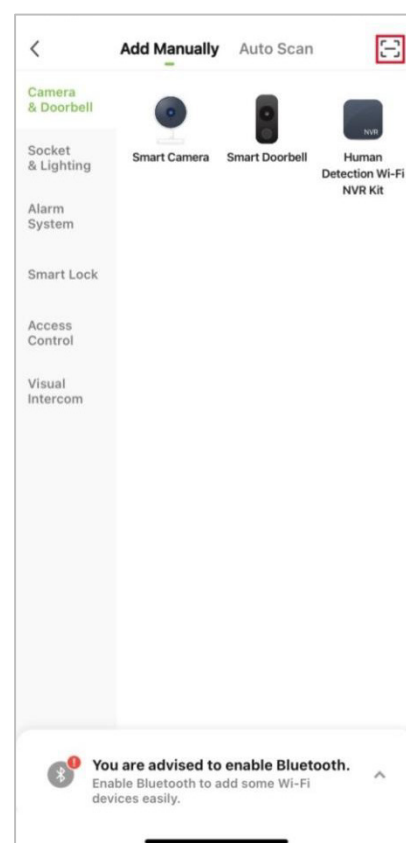 Add Manually Auto Scan
Camera
& Doorbell
Socket
& Lighting
Alarm
System
Smart Lock
Access
Control
Visual
Intercom
NVR
Smart Camera Smart Doorbell Human
Detection Wi-Fi
NVR Kit
You are advised to enable Bluetooth.
Enable Bluetooth to add some Wi-Fi
devices easily.